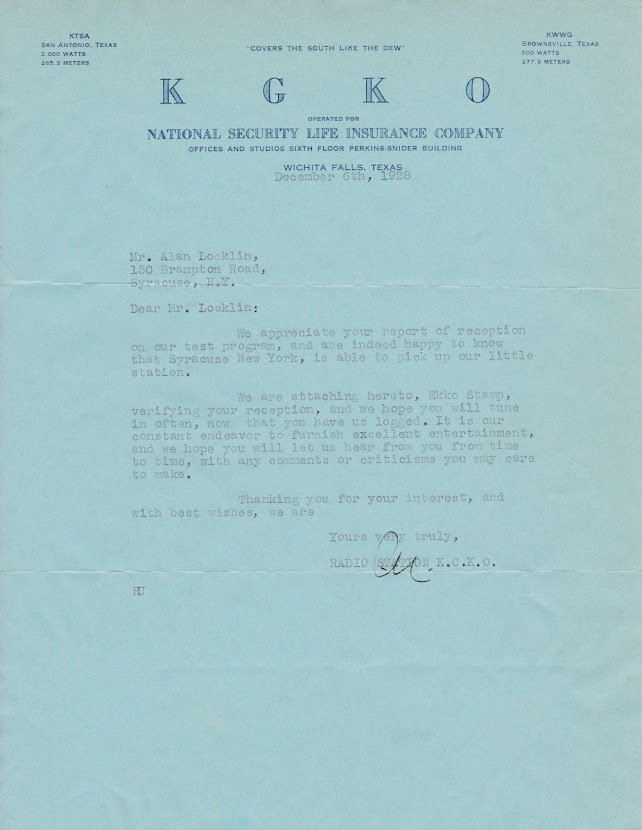 KTSA
SAN ANTONIO, TEXAS
2.000 WATTS
265.3 METERS
"COVERS THE SOUTH LIKE THE DEW"
KWWG
BROWNSVILLE, TEXAS
500 WATTS
277.3 METERS
K G K O
OPERATED FOR
NATIONAL SECURITY LIFE INSURANCE COMPANY
OFFICES AND STUDIOS SIXTH FLOOR PERKINS-SNIDER BUILDING
WICHITA FALLS, TEXAS
December 6th, 1928
Mr. Alan Locklin,
150 Brampton Road,
Syracuse, N.Y.
Dear Mr. Locklin:
We appreciate your report of reception
on our test program, and are indeed happy to know
that Syracuse New York, is able to pick up our little
station.
We are attaching hereto, Ekko Stamp,
verifying your reception, and we hope you will tune
in often, now that you have us logged. It is our
constant endeavor to furnish excellent entertainment,
and we hope you will let us hear from you from time
to time, with any comments or criticisms you may care
to make.
Thanking you for your interest, and
with best wishes, we are
Yours very truly,
RADIO STATION K.G.K.O.
RU